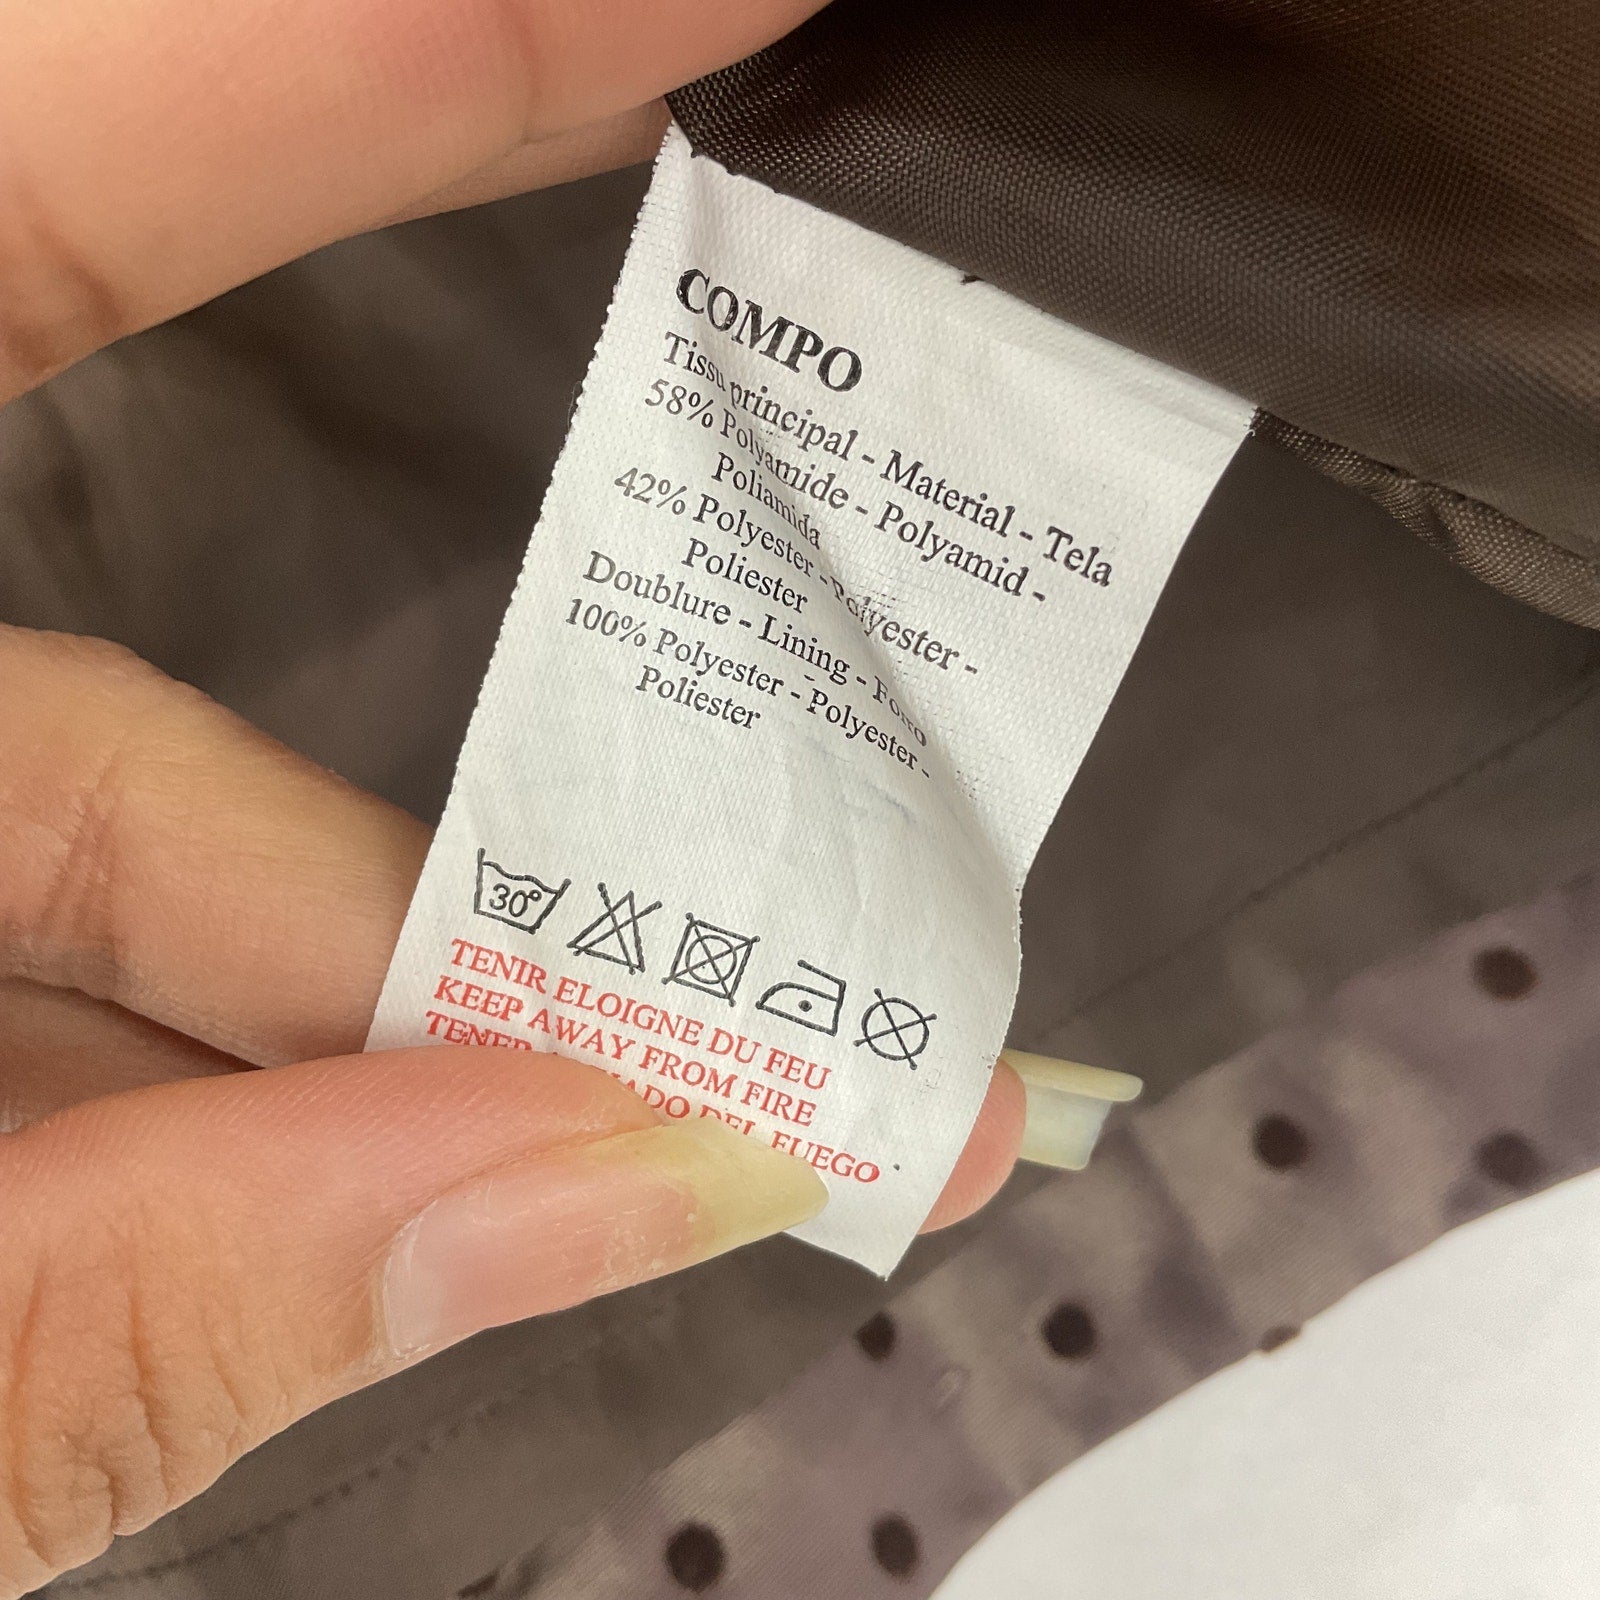 COMPO
Tissu principal - Material - Tela
58% Polyamide - Polyamid -
Poliamida
42% Polyester - Polyester -
Poliester
Doublure - Lining - Forro
100% Polyester - Polyester -
Poliester
30°
TENIR ELOIGNE DU FEU
KEEP AWAY FROM FIRE
TENER DEL FUEGO